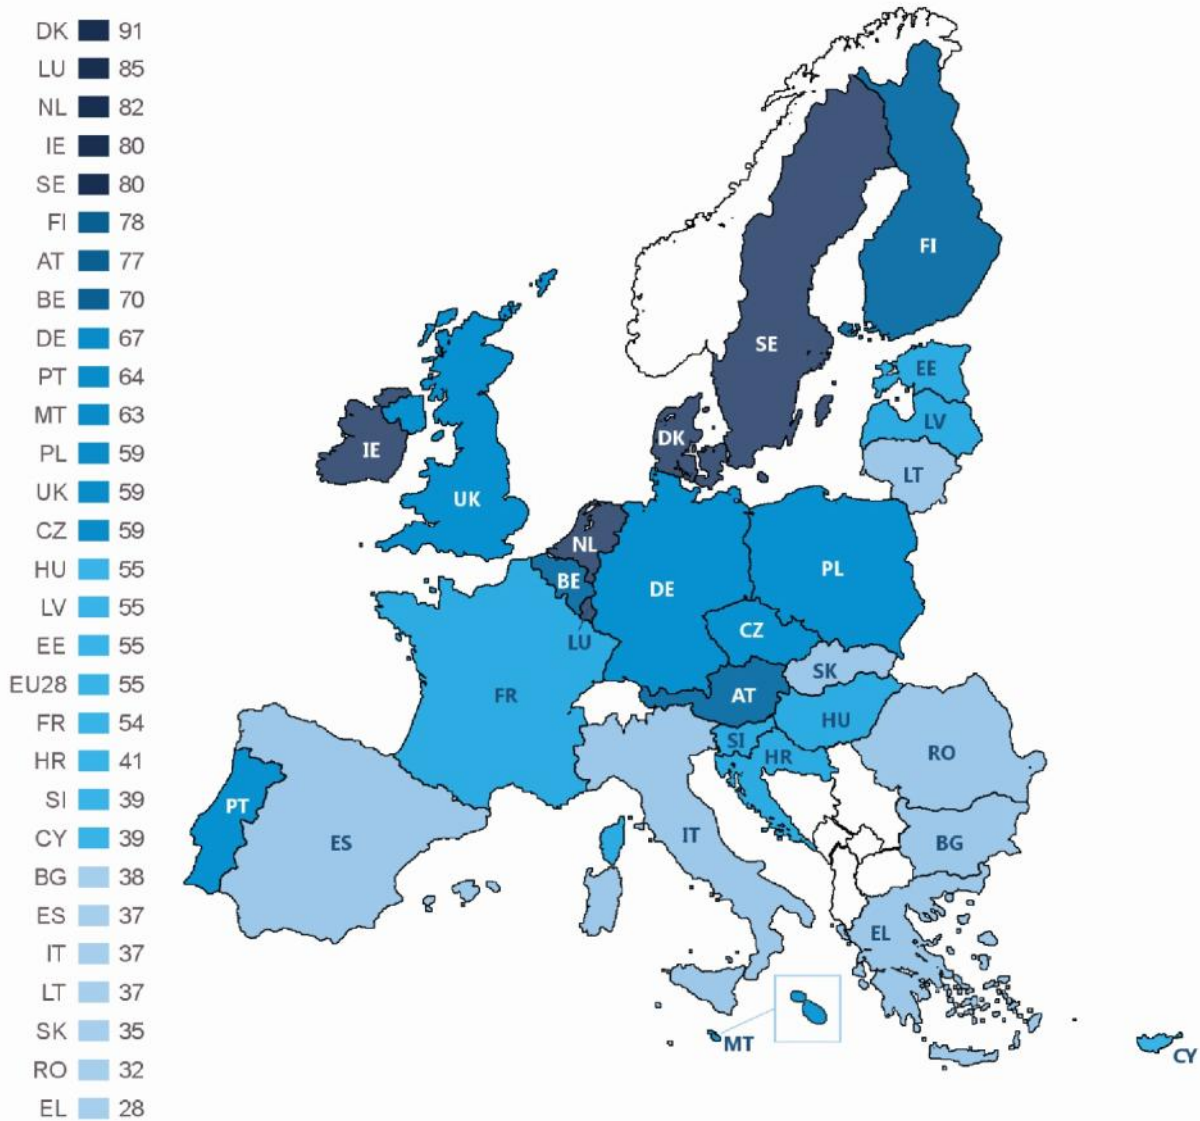 DK 91
LU 85
NL 82
IE 80
SE 80
FI 78
AT 77
BE 70
DE 67
PT 64
MT 63
PL 59
UK 59
CZ 59
HU 55
LV 55
EE 55
EU28 55
FR 54
HR 41
SI 39
CY 39
BG 38
ES 37
IT 37
LT 37
SK 35
RO 32
EL 28
FI
SE
EE
LV
DK
IE
LT
UK
NL
PL
BE
DE
CZ
LU
SK
FR
AT
HU
SI
RO
HR
PT
IT
ES
BG
EL
MT
CY